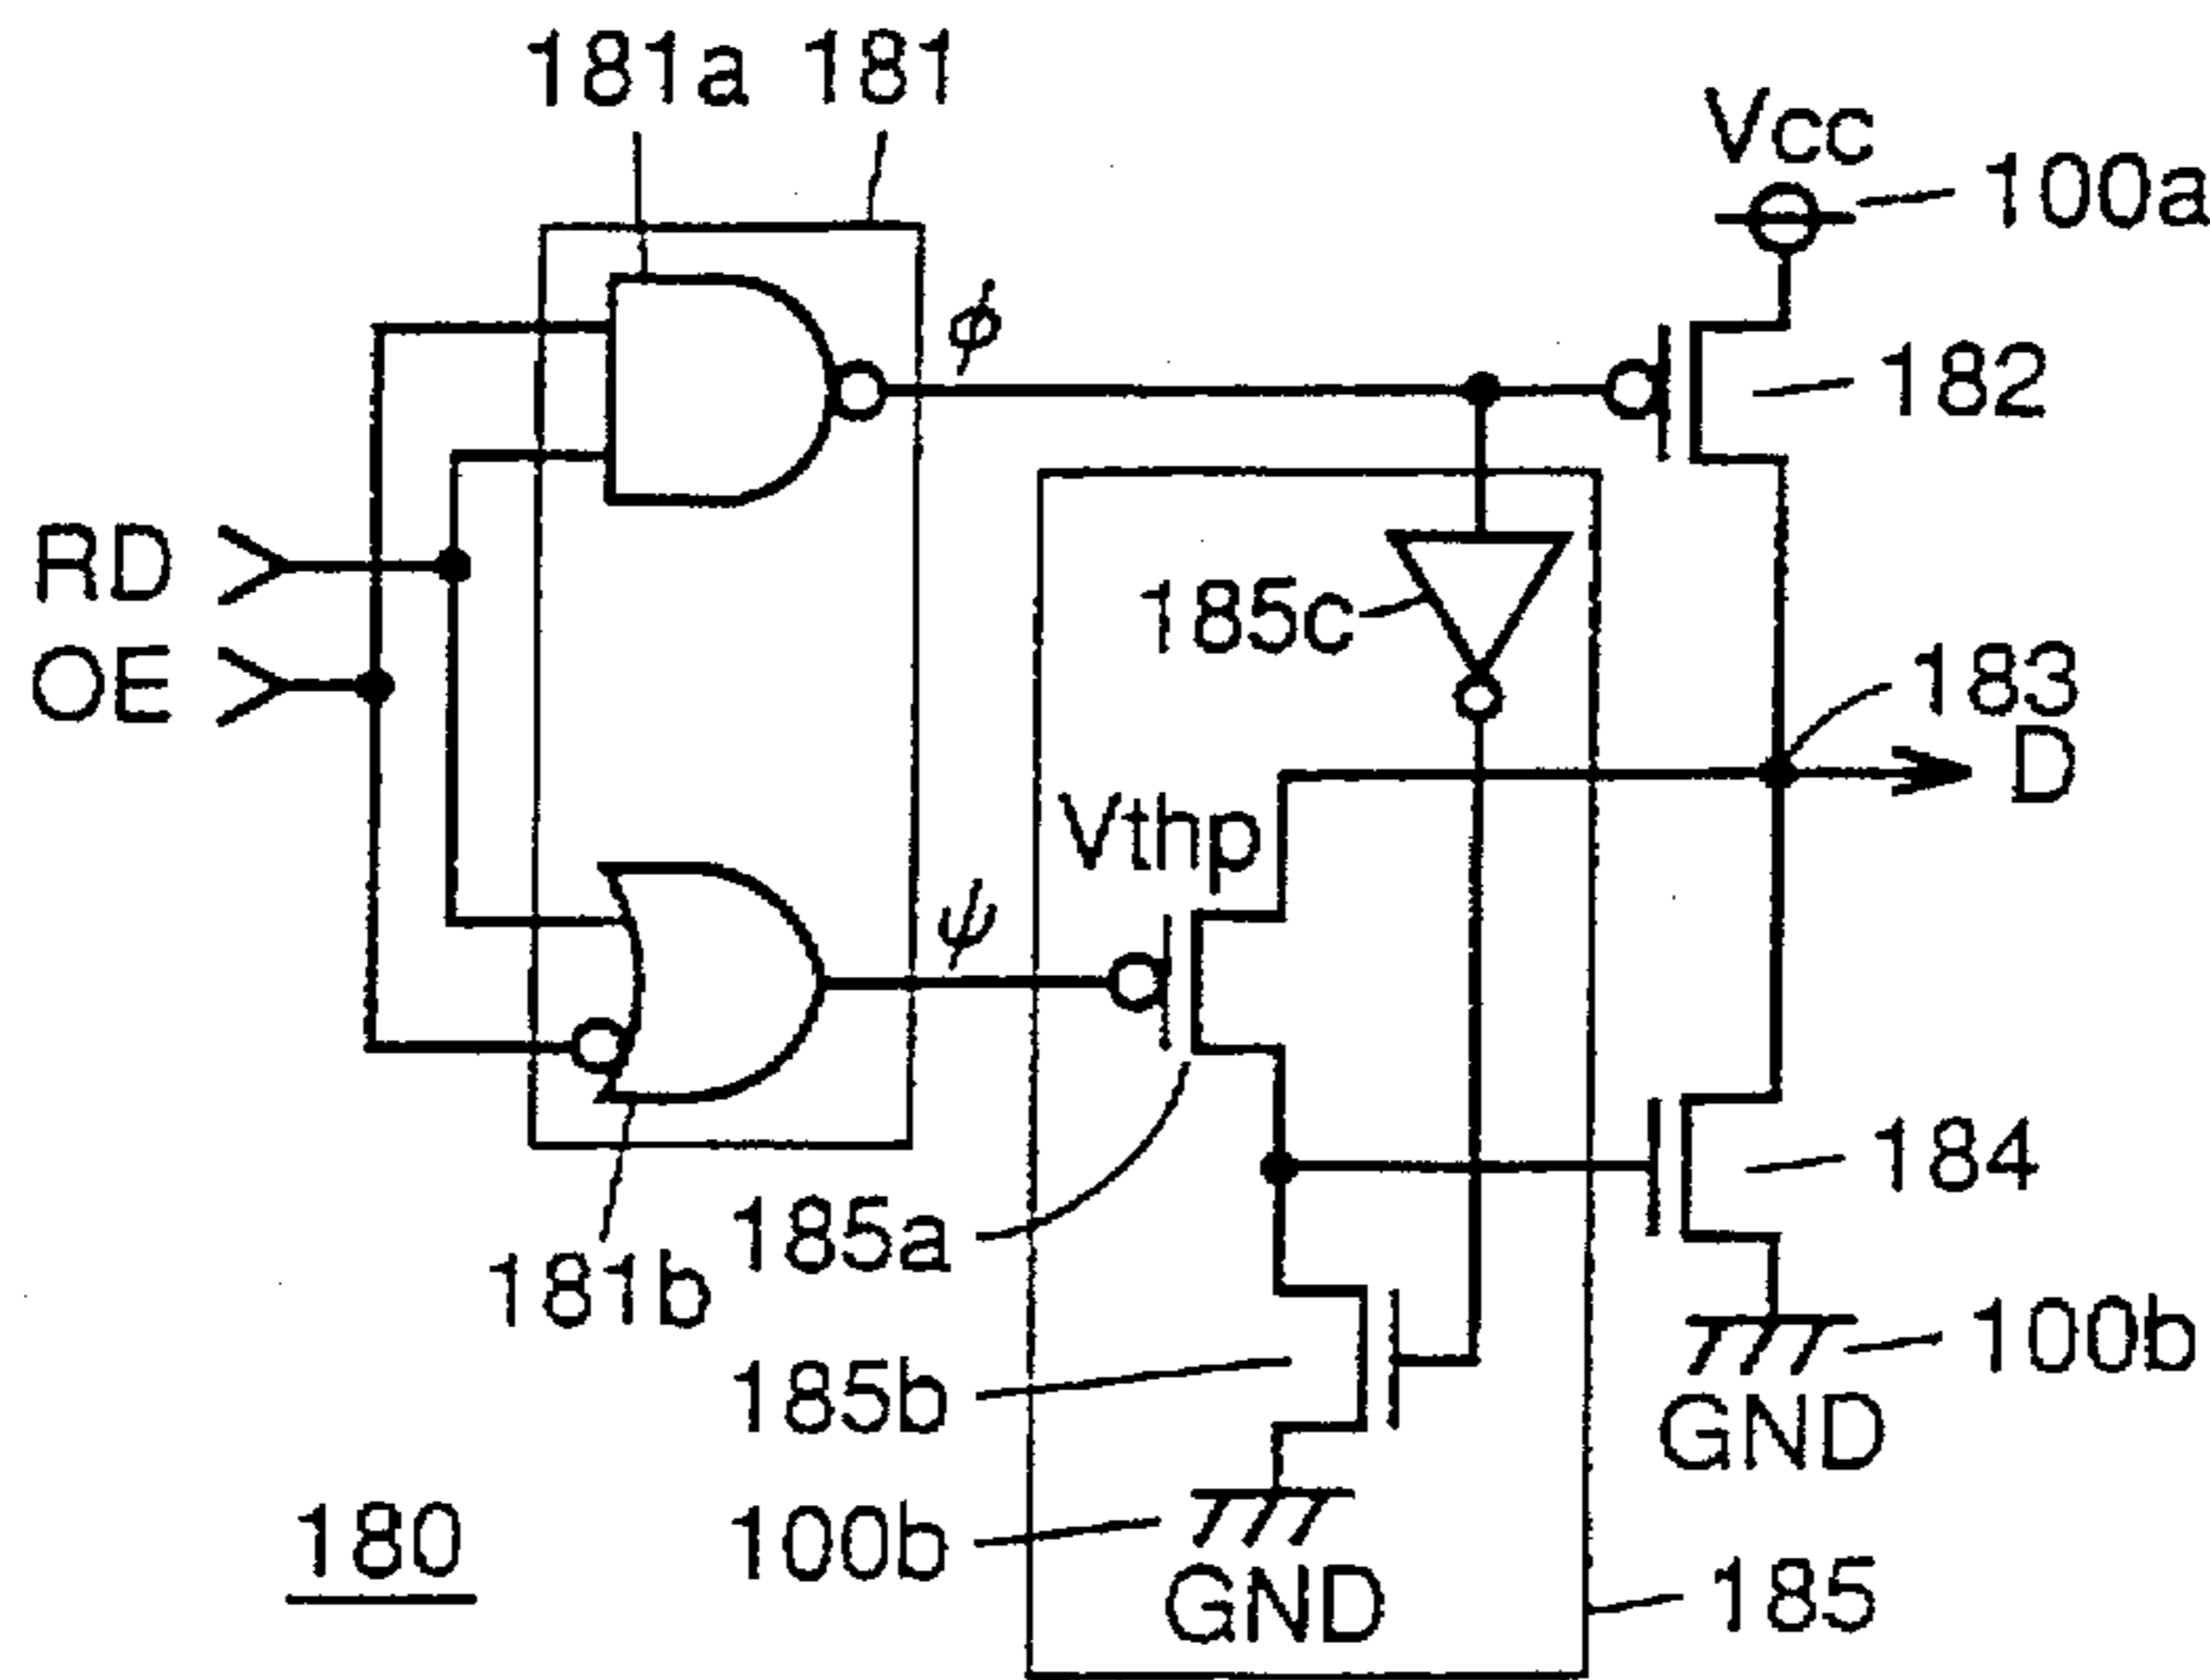 181a 181
Vcc
100a
ϕ
182
RD
185c
OE
183
D
Vthp
ψ
184
185a
181b
100b
185b
GND
180
100b
185
GND